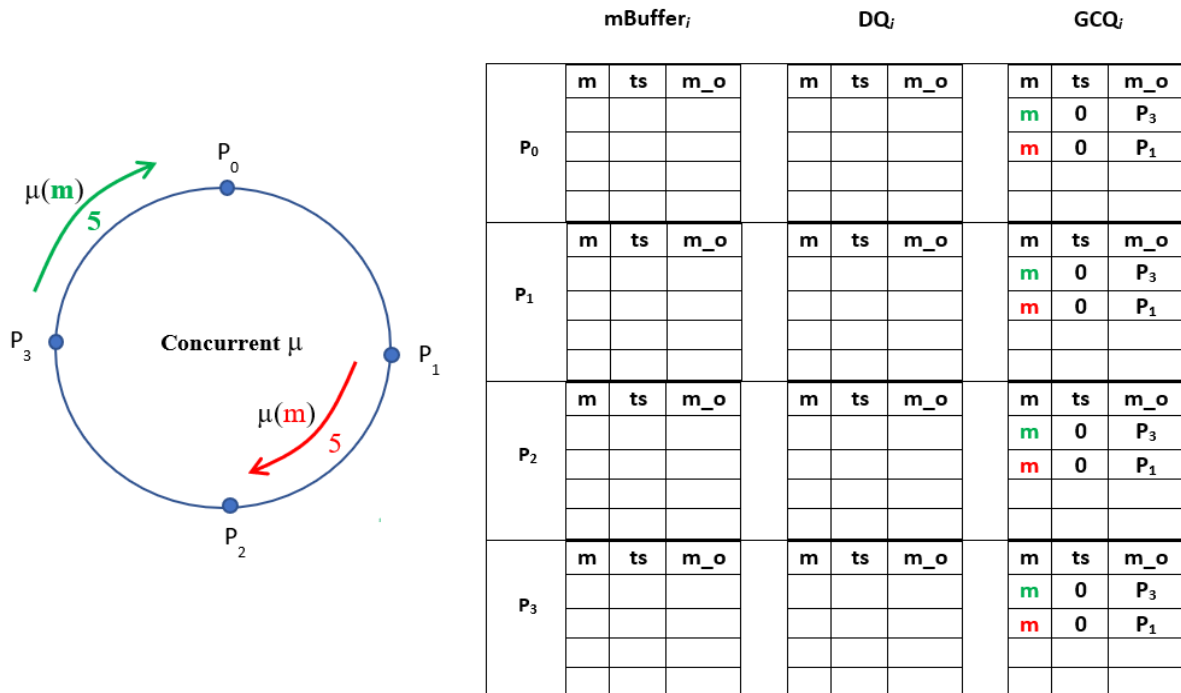 mBufferᵢ DQᵢ GCQᵢ
P₀
μ(m)
5
P₃
Concurrent μ
P₁
μ(m)
5
P₂
m ts m_o m ts m_o m ts m_o
m 0 P₃
P₀ m 0 P₁
m ts m_o m ts m_o m ts m_o
m 0 P₃
P₁ m 0 P₁
m ts m_o m ts m_o m ts m_o
m 0 P₃
P₂ m 0 P₁
m ts m_o m ts m_o m ts m_o
m 0 P₃
P₃ m 0 P₁